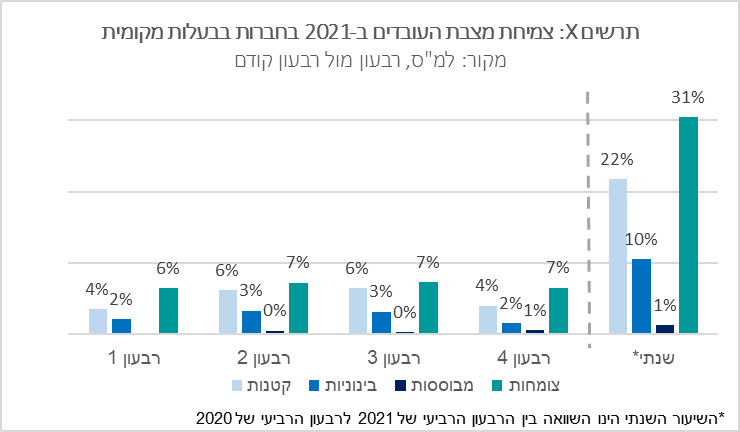 תרשים X: צמיחת מצבת העובדים ב-2021 בחברות בבעלות מקומית
מקור: למ"ס, רבעון מול רבעון קודם
4% 2% 6%
6% 3% 0% 7%
6% 3% 0% 7%
4% 2% 1% 7%
22% 10% 1% 31%
רבעון 1 רבעון 2 רבעון 3 רבעון 4 שנתי*
קטנות בינוניות מבוססות צומחות
*השיעור השנתי הינו השוואה בין הרבעון הרביעי של 2021 לרבעון הרביעי של 2020